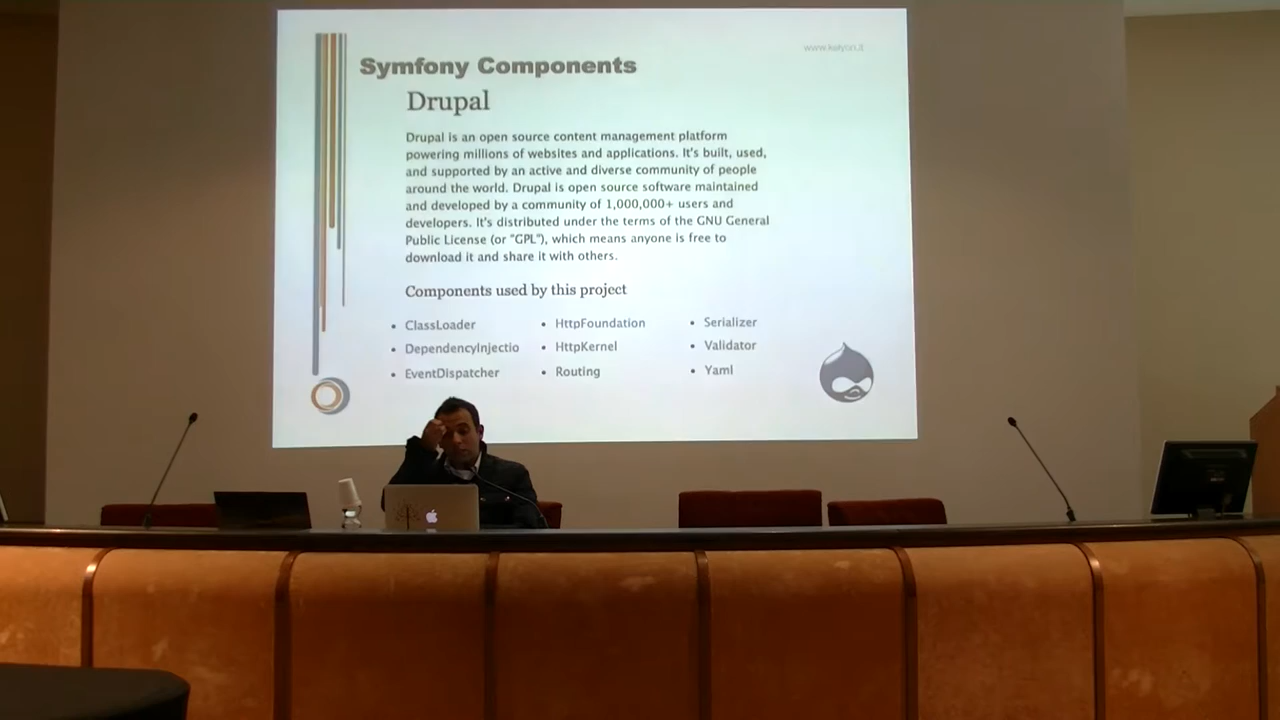 www.kelyon.it
Symfony Components
Drupal
Drupal is an open source content management platform
powering millions of websites and applications. It's built, used,
and supported by an active and diverse community of people
around the world. Drupal is open source software maintained
and developed by a community of 1,000,000+ users and
developers. It's distributed under the terms of the GNU General
Public License (or "GPL"), which means anyone is free to
download it and share it with others.
Components used by this project
• ClassLoader
• DependencyInjectio
• EventDispatcher
• HttpFoundation
• HttpKernel
• Routing
• Serializer
• Validator
• Yaml